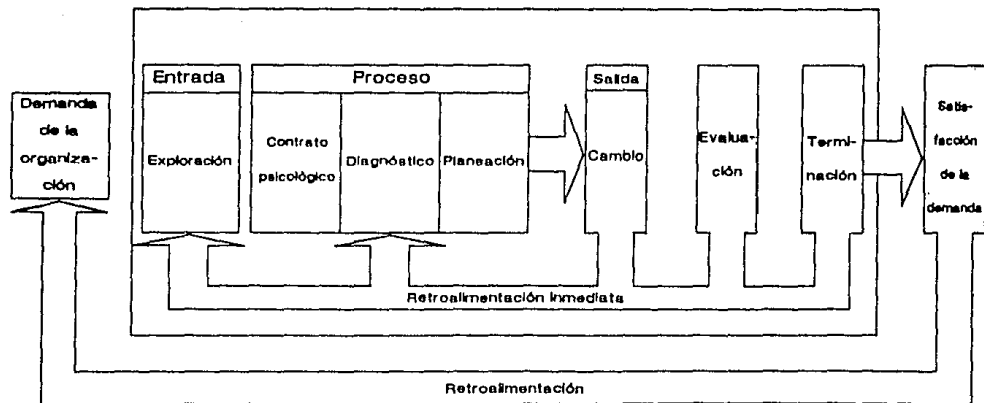 Demanda
de la
organiza-
ción
Entrada
Exploración
Proceso
Contrato
psicológico
Diagnóstico
Planeación
Salida
Cambio
Evalua-
ción
Termi-
nación
Satis-
facción
de la
demanda
Retroalimentación inmediata
Retroalimentación